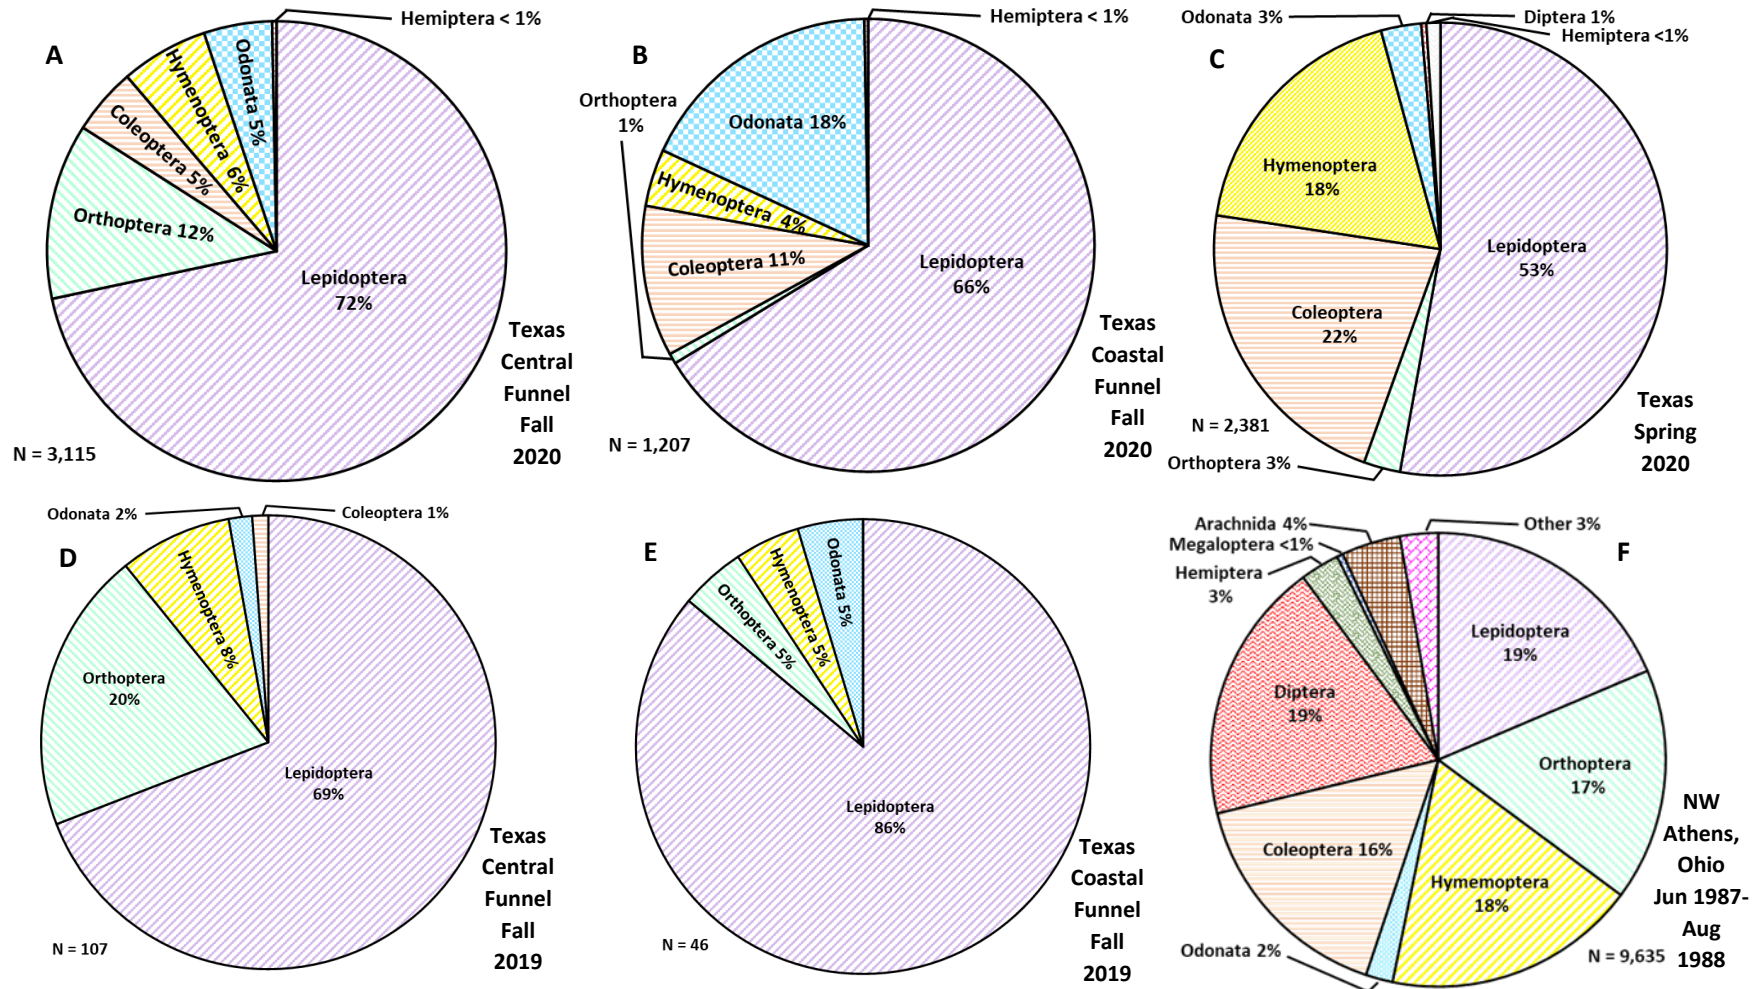 A
Hemiptera < 1%
Odonata 5%
Hymenoptera 6%
Coleoptera 5%
Orthoptera 12%
Lepidoptera
72%
Texas
Central
Funnel
Fall
2020
N = 3,115
B
Hemiptera < 1%
Orthoptera
1%
Odonata 18%
Hymenoptera 4%
Coleoptera 11%
Lepidoptera
66%
Texas
Coastal
Funnel
Fall
2020
N = 1,207
C
Odonata 3%
Diptera 1%
Hemiptera <1%
Hymenoptera
18%
Lepidoptera
53%
Coleoptera
22%
Orthoptera 3%
N = 2,381
Texas
Spring
2020
D
Odonata 2%
Coleoptera 1%
Hymenoptera 8%
Orthoptera
20%
Lepidoptera
69%
Texas
Central
Funnel
Fall
2019
N = 107
E
Odonata 5%
Hymenoptera 5%
Orthoptera 5%
Lepidoptera
86%
Texas
Coastal
Funnel
Fall
2019
N = 46
F
Arachnida 4%
Other 3%
Megaloptera <1%
Hemiptera
3%
Lepidoptera
19%
Diptera
19%
Orthoptera
17%
Coleoptera 16%
Hymemoptera
18%
Odonata 2%
NW
Athens,
Ohio
Jun 1987-
Aug
1988
N = 9,635